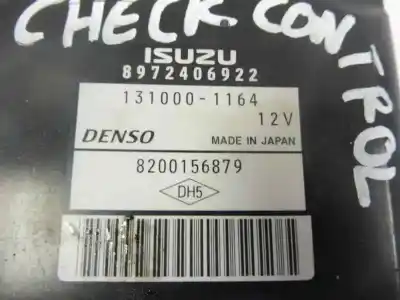 CHECK CONTROL
ISUZU
8972406922
131000-1164
12V
DENSO
MADE IN JAPAN
8200156879
DH5